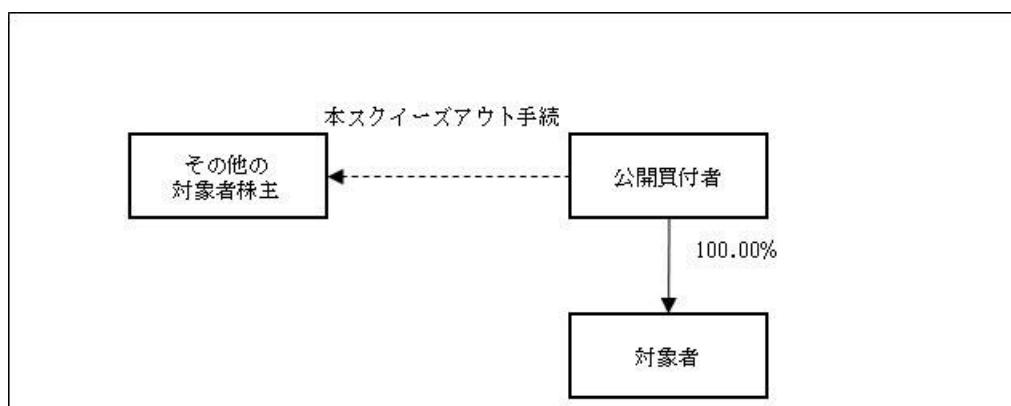 本スクイーズアウト手続
その他の
対象者株主
公開買付者
100.00%
対象者